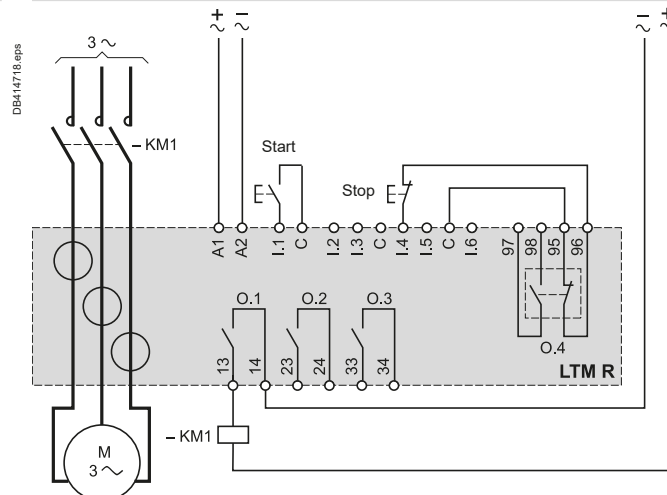 DB414718.eps
3 ~
+ −
~ ~
− +
~ ~
– KM1
Start
Stop
A1 A2 I.1 C I.2 I.3 C I.4 I.5 C I.6 97 98 95 96
O.1 O.2 O.3
O.4
13 14 23 24 33 34
LTM R
– KM1
M
3 ~